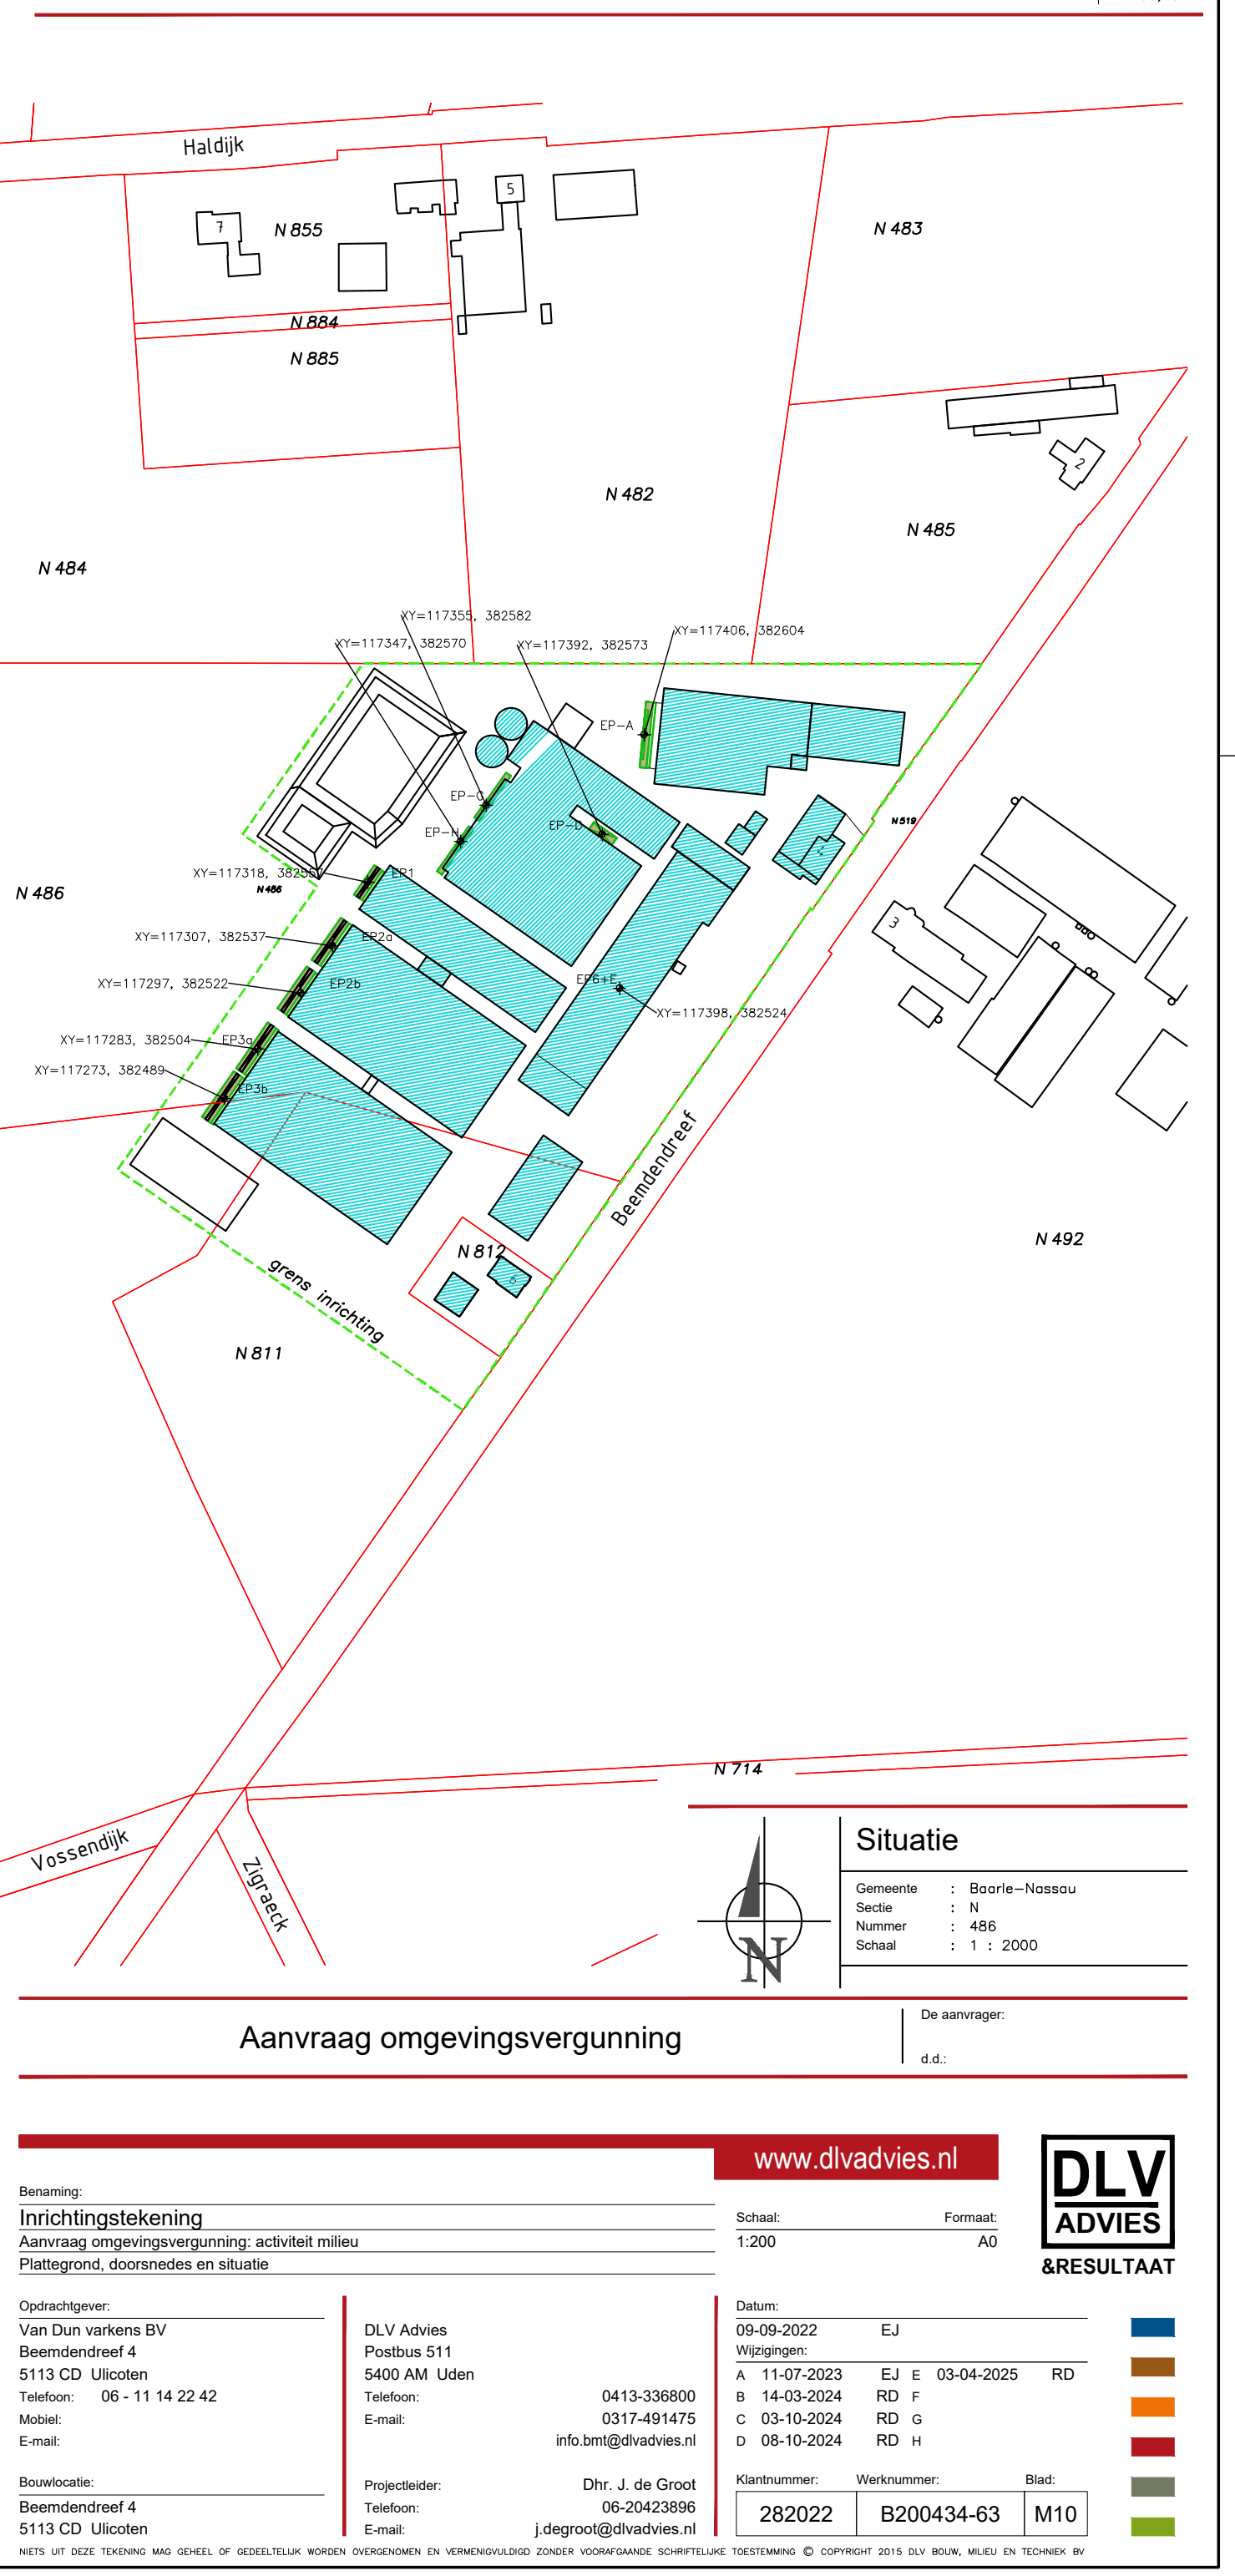 Haldijk
5
7
N 855
N 483
N 884
N 885
2
N 482
N 485
N 484
XY=117355, 382582
XY=117406, 382604
XY=117347, 382570
XY=117392, 382573
EP-A
EP-G
EP-D
EP-H
N 519
4
XY=117318, 38255
EP1
N 486
N 486
3
XY=117307, 382537
EP2a
XY=117297, 382522
EP2b
EP6+E
XY=117398, 382524
XY=117283, 382504
EP3a
XY=117273, 382489
EP3b
Beemdendreef
N 492
N 812
6
grens inrichting
N 811
N 714
Vossendijk
Zigraeck
N
Situatie
Gemeente : Baarle-Nassau
Sectie : N
Nummer : 486
Schaal : 1 : 2000
Aanvraag omgevingsvergunning
De aanvrager:
d.d.:
www.dlvadvies.nl
DLV
ADVIES
&RESULTAAT
Benaming:
Inrichtingstekening
Aanvraag omgevingsvergunning: activiteit milieu
Plattegrond, doorsnedes en situatie
Schaal: Formaat:
1:200 A0
Opdrachtgever:
Van Dun varkens BV
Beemdendreef 4
5113 CD Ulicoten
Telefoon: 06 - 11 14 22 42
Mobiel:
E-mail:
Bouwlocatie:
Beemdendreef 4
5113 CD Ulicoten
DLV Advies
Postbus 511
5400 AM Uden
Telefoon: 0413-336800
E-mail: 0317-491475
info.bmt@dlvadvies.nl
Projectleider: Dhr. J. de Groot
Telefoon: 06-20423896
E-mail: j.degroot@dlvadvies.nl
Datum:
09-09-2022 EJ
Wijzigingen:
A 11-07-2023 EJ E 03-04-2025 RD
B 14-03-2024 RD F
C 03-10-2024 RD G
D 08-10-2024 RD H
Klantnummer: Werknummer: Blad:
282022 B200434-63 M10
NIETS UIT DEZE TEKENING MAG GEHEEL OF GEDEELTELIJK WORDEN OVERGENOMEN EN VERMENIGVULDIGD ZONDER VOORAFGAANDE SCHRIFTELIJKE TOESTEMMING © COPYRIGHT 2015 DLV BOUW, MILIEU EN TECHNIEK BV